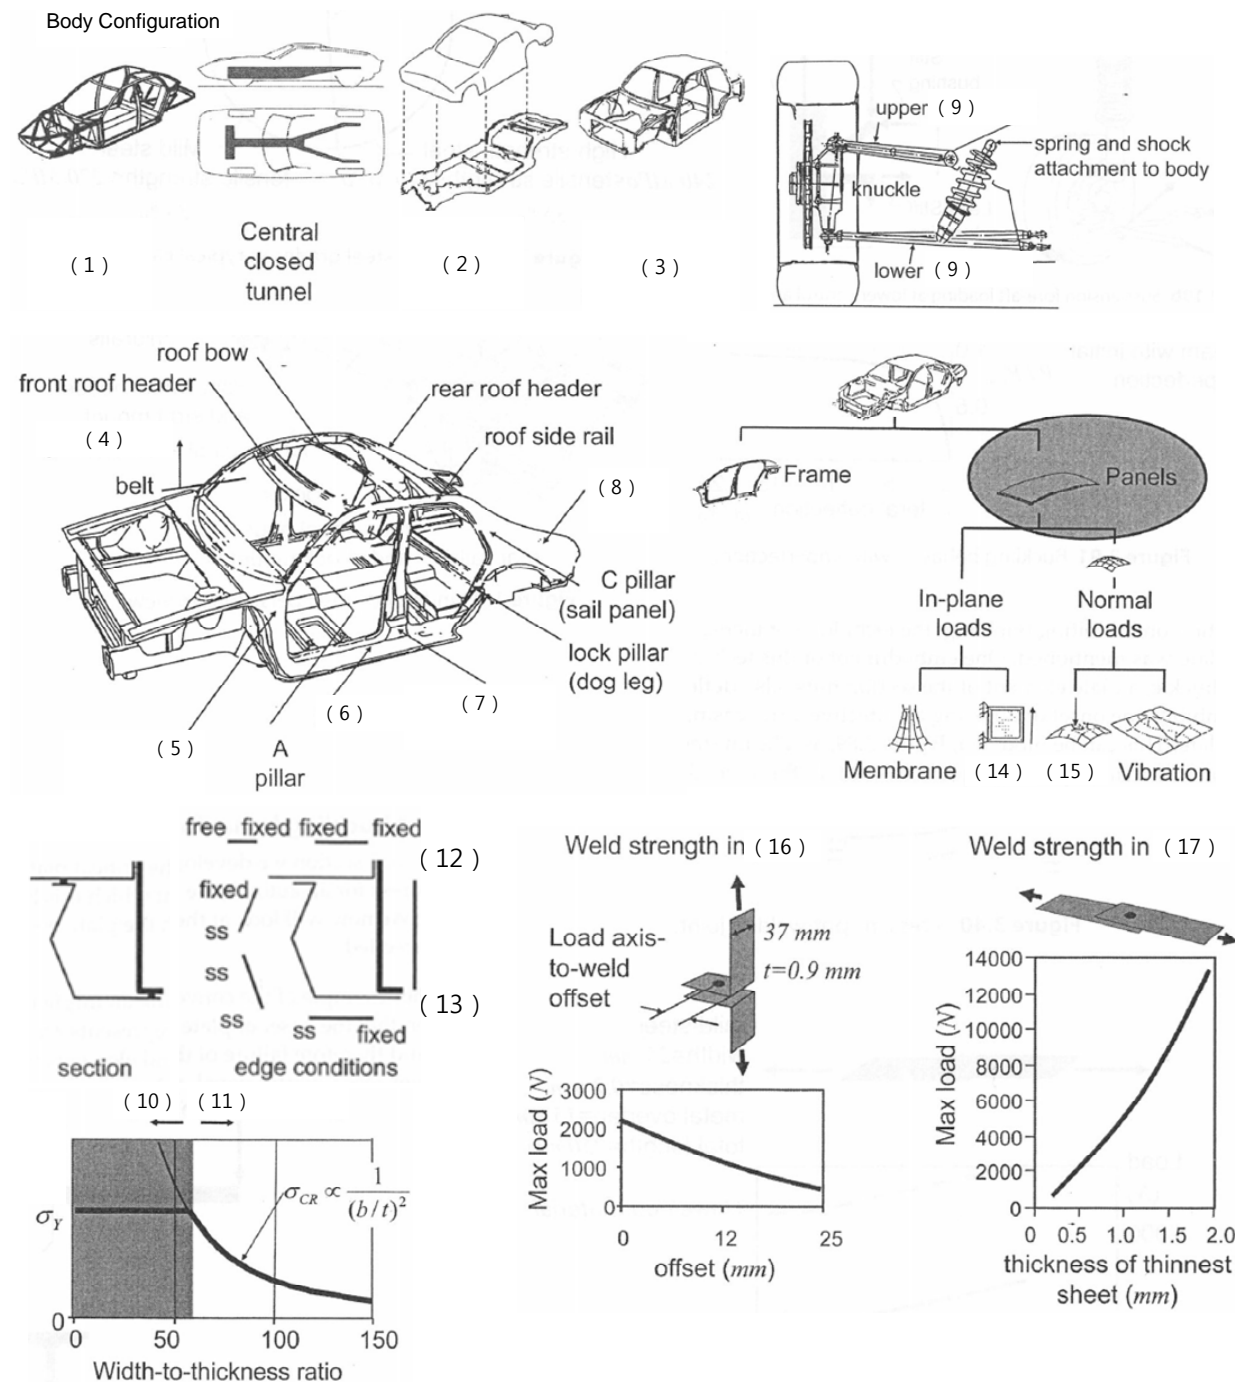 Body Configuration
( 1 )
Central
closed
tunnel
( 2 )
( 3 )
upper ( 9 )
spring and shock
attachment to body
knuckle
lower ( 9 )
roof bow
front roof header
rear roof header
( 4 )
roof side rail
belt
( 8 )
C pillar
(sail panel)
lock pillar
(dog leg)
( 7 )
( 6 )
( 5 )
A
pillar
Frame
Panels
In-plane
loads
Normal
loads
Membrane ( 14 ) ( 15 ) Vibration
free fixed fixed fixed
( 12 )
fixed
ss
ss
( 13 )
ss ss fixed
section edge conditions
( 10 ) ( 11 )
σCR ∝ 1/(b/t)²
σY
0
0 50 100 150
Width-to-thickness ratio
Weld strength in ( 16 )
Load axis-
to-weld
offset
37 mm
t=0.9 mm
Max load (N)
3000
2000
1000
0
0 12 25
offset (mm)
Weld strength in ( 17 )
Max load (N)
14000
12000
10000
8000
6000
4000
2000
0
0 .5 1.0 1.5 2.0
thickness of thinnest
sheet (mm)